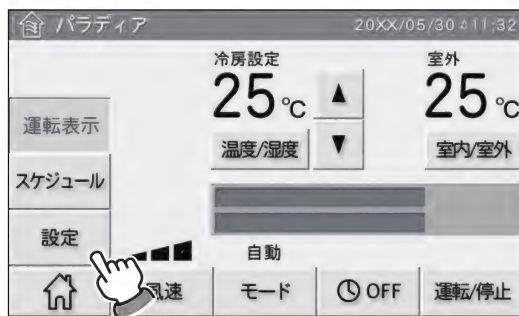 パラディア 20XX/05/30 11:32
冷房設定 室外
25℃ ▲ 25℃
運転表示
温度/湿度 ▼ 室内/室外
スケジュール
設定
自動
風速 モード OFF 運転/停止